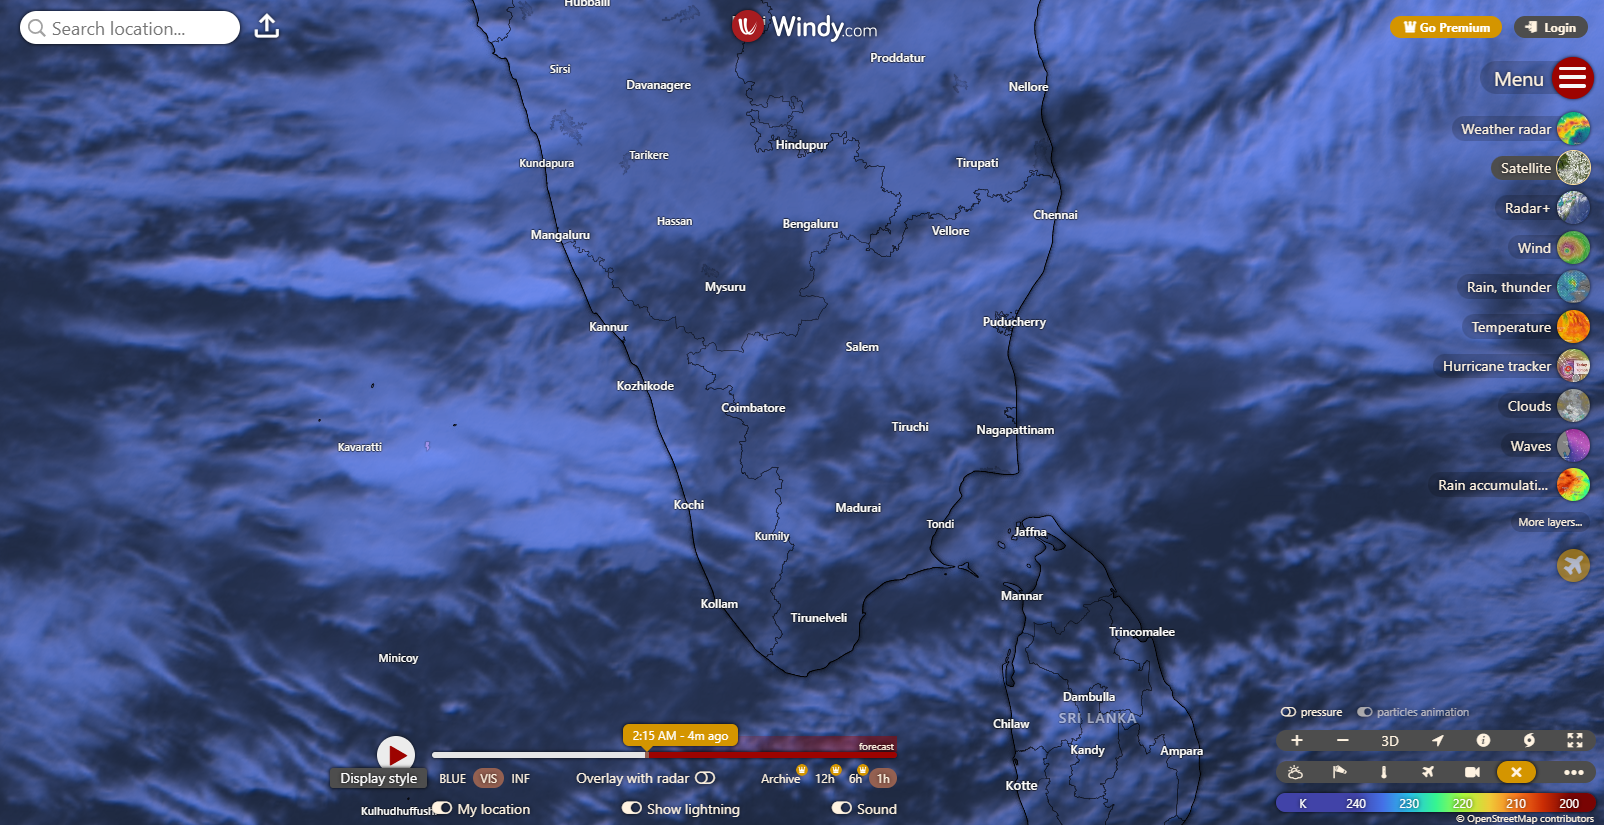 Search location...
Windy.com
Go Premium
Login
Menu
Weather radar
Satellite
Radar+
Wind
Rain, thunder
Temperature
Hurricane tracker
Clouds
Waves
Rain accumulati...
More layers...
Hubballi
Sirsi
Davanagere
Proddatur
Nellore
Kundapura
Tarikere
Hindupur
Tirupati
Mangaluru
Hassan
Bengaluru
Vellore
Chennai
Mysuru
Kannur
Salem
Puducherry
Kozhikode
Coimbatore
Tiruchi
Nagapattinam
Kavaratti
Kochi
Kumily
Madurai
Tondi
Jaffna
Kollam
Tirunelveli
Mannar
Trincomalee
Minicoy
Dambulla
SRI LANKA
Chilaw
Kandy
Ampara
Kotte
2:15 AM - 4m ago
forecast
Display style
BLUE VIS INF
Overlay with radar
Archive 12h 6h 1h
Kulhudhuffush
My location
Show lightning
Sound
pressure
particles animation
3D
K 240 230 220 210 200
© OpenStreetMap contributors